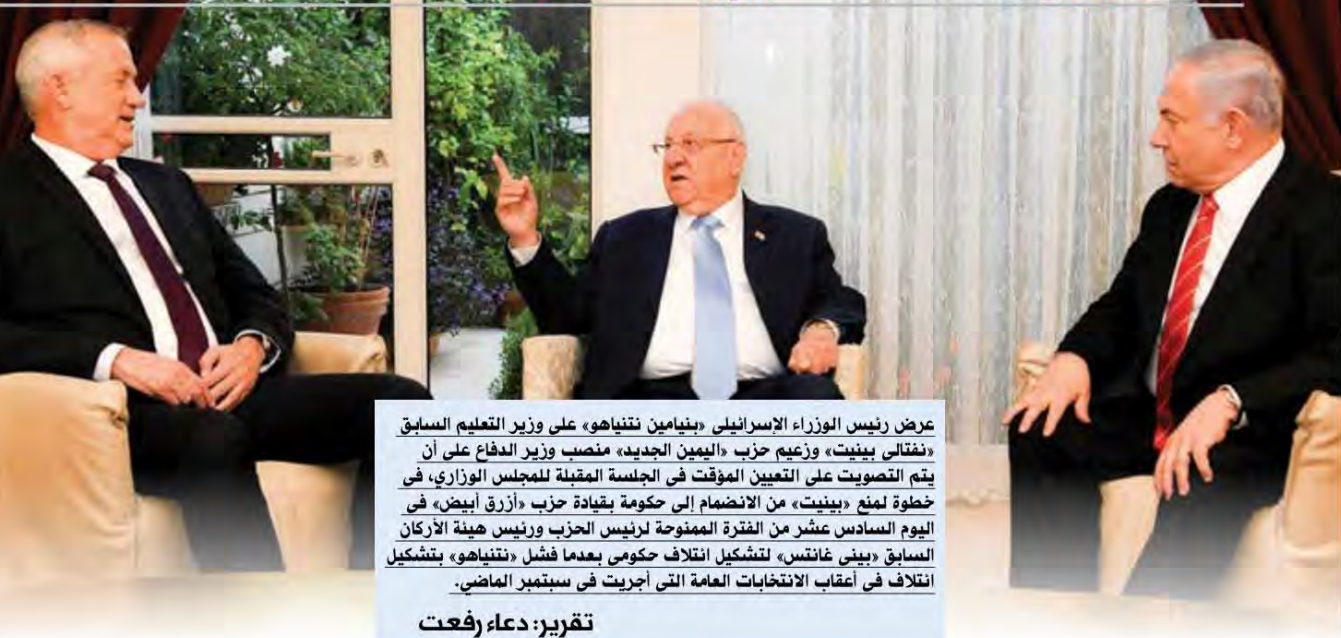 عرض رئيس الوزراء الإسرائيلى «بنيامين نتنياهو» على وزير التعليم السابق
«نفتالى بينيت» وزعيم حزب «اليمين الجديد» منصب وزير الدفاع على أن
يتم التصويت على التعيين المؤقت فى الجلسة المقبلة للمجلس الوزاري، فى
خطوة لمنع «بينيت» من الانضمام إلى حكومة بقيادة حزب «أزرق أبيض» فى
اليوم السادس عشر من الفترة الممنوحة لرئيس الحزب ورئيس هيئة الأركان
السابق «بينى غانتس» لتشكيل ائتلاف حكومى بعدما فشل «نتنياهو» بتشكيل
ائتلاف فى أعقاب الانتخابات العامة التى أجريت فى سبتمبر الماضي.
تقرير: دعاء رفعت